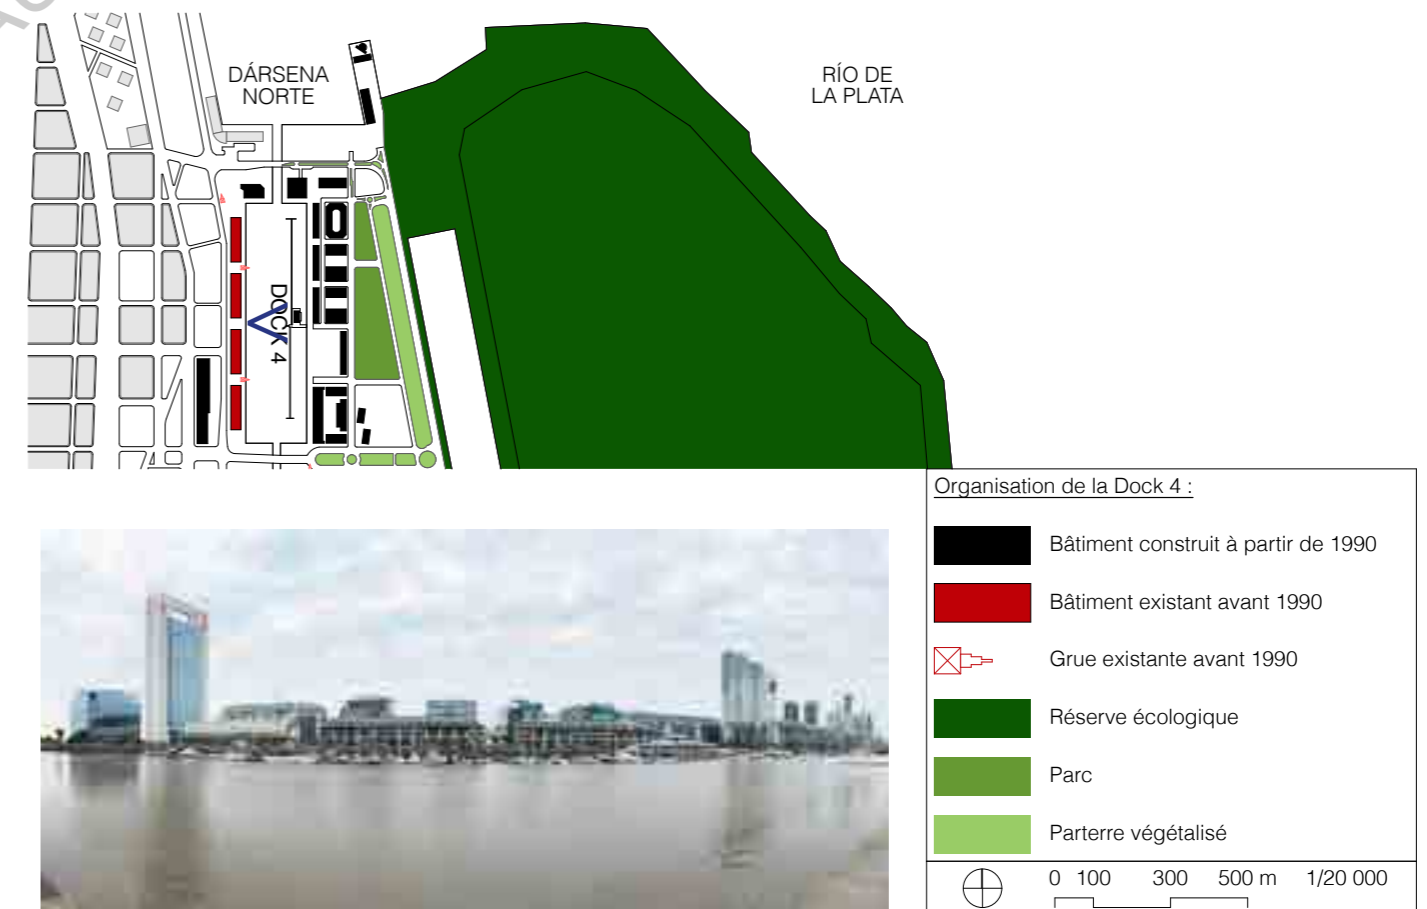 DÁRSENA
NORTE
RÍO DE
LA PLATA
DOCK 4
Organisation de la Dock 4 :
Bâtiment construit à partir de 1990
Bâtiment existant avant 1990
Grue existante avant 1990
Réserve écologique
Parc
Parterre végétalisé
0 100 300 500 m 1/20 000